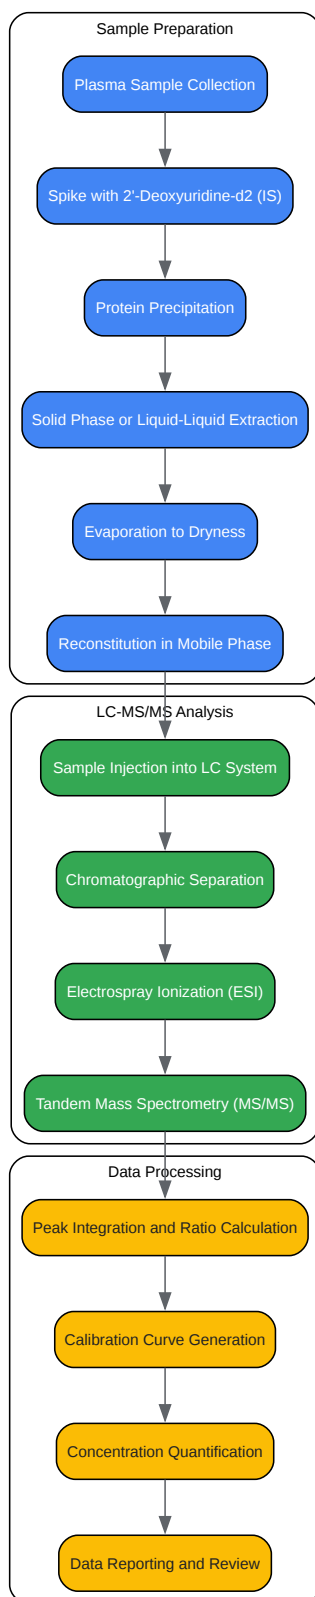 Sample Preparation
Plasma Sample Collection
Spike with 2'-Deoxyuridine-d2 (IS)
Protein Precipitation
Solid Phase or Liquid-Liquid Extraction
Evaporation to Dryness
Reconstitution in Mobile Phase
LC-MS/MS Analysis
Sample Injection into LC System
Chromatographic Separation
Electrospray Ionization (ESI)
Tandem Mass Spectrometry (MS/MS)
Data Processing
Peak Integration and Ratio Calculation
Calibration Curve Generation
Concentration Quantification
Data Reporting and Review